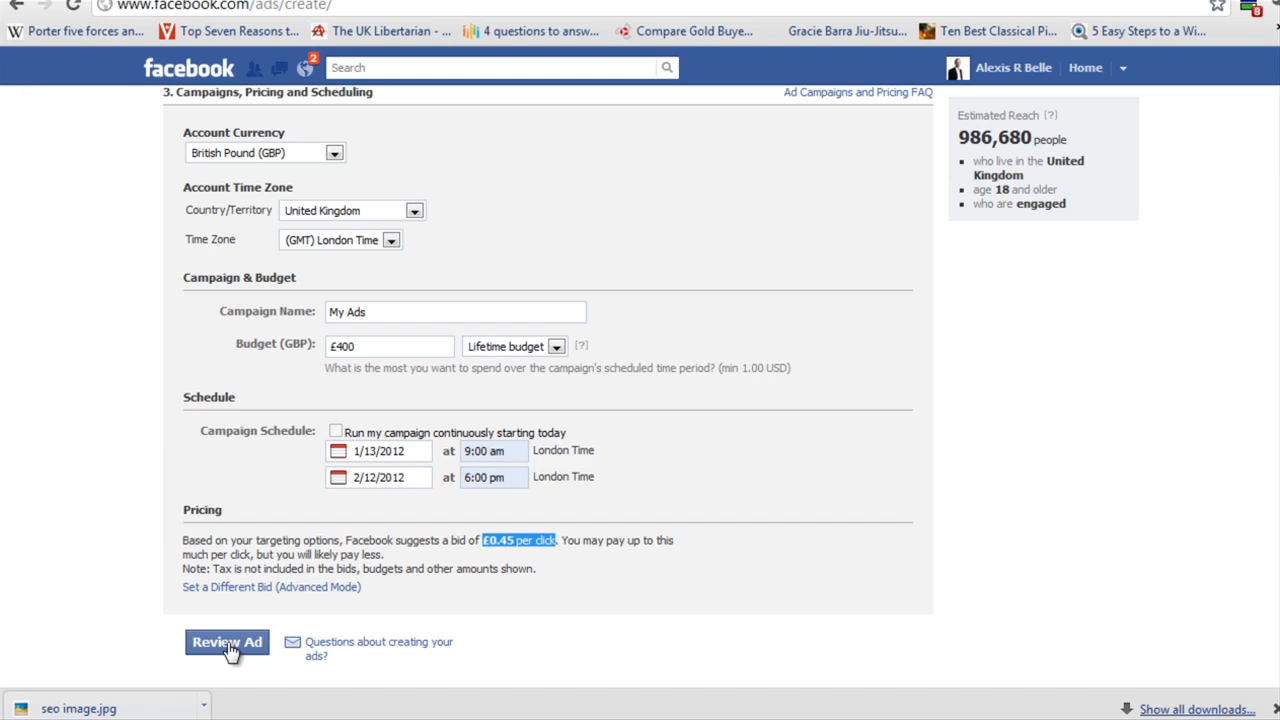 www.facebook.com/ads/create/
8
Porter five forces an... Top Seven Reasons t... The UK Libertarian - ... 4 questions to answ... Compare Gold Buye... Gracie Barra Jiu-Jitsu... Ten Best Classical Pi... 5 Easy Steps to a Wi...
facebook 2 Search Alexis R Belle Home
3. Campaigns, Pricing and Scheduling Ad Campaigns and Pricing FAQ
Account Currency
British Pound (GBP)
Account Time Zone
Country/Territory United Kingdom
Time Zone (GMT) London Time
Campaign & Budget
Campaign Name: My Ads
Budget (GBP): £400 Lifetime budget [?]
What is the most you want to spend over the campaign's scheduled time period? (min 1.00 USD)
Schedule
Campaign Schedule: Run my campaign continuously starting today
1/13/2012 at 9:00 am London Time
2/12/2012 at 6:00 pm London Time
Pricing
Based on your targeting options, Facebook suggests a bid of £0.45 per click. You may pay up to this
much per click, but you will likely pay less.
Note: Tax is not included in the bids, budgets and other amounts shown.
Set a Different Bid (Advanced Mode)
Review Ad
Questions about creating your
ads?
Estimated Reach [?]
986,680 people
who live in the United
Kingdom
age 18 and older
who are engaged
seo image.jpg
Show all downloads...